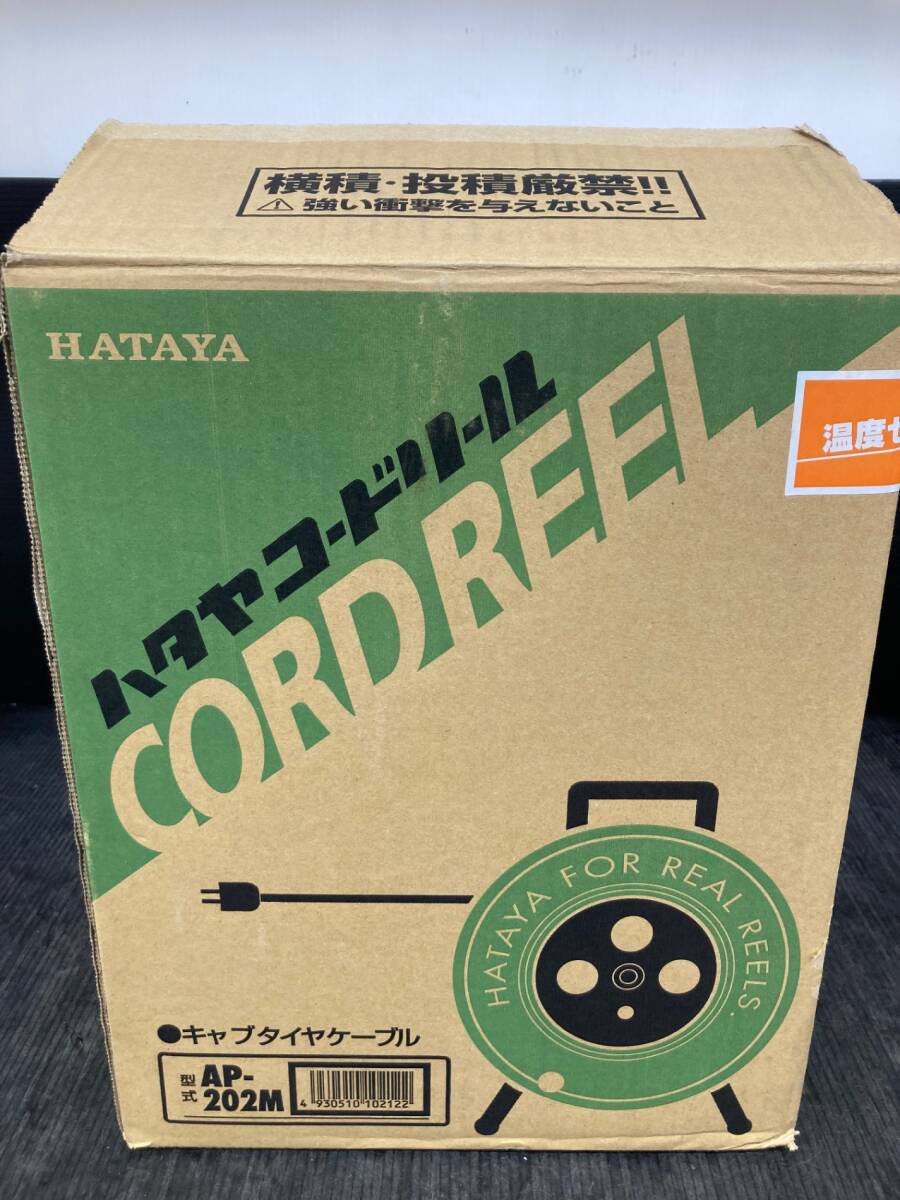 横積・投積厳禁!!
⚠強い衝撃を与えないこと
HATAYA
温度セ
ハタヤコードリール
CORD REEL
HATAYA FOR REAL REELS.
●キャブタイヤケーブル
型式 AP-
202M
4 930510 102122